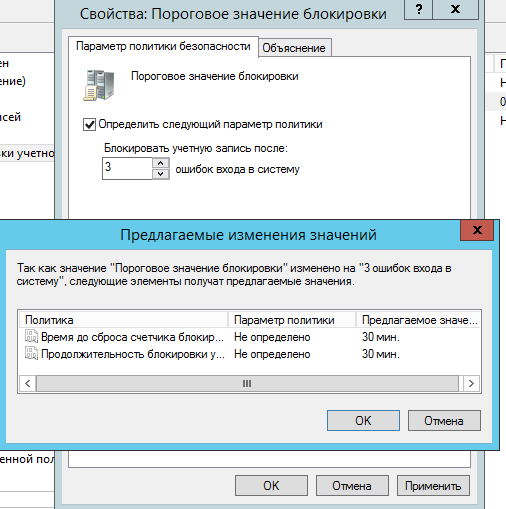 Свойства: Пороговое значение блокировки
? x
Параметр политики безопасности Объяснение
Пороговое значение блокировки
Определить следующий параметр политики
Блокировать учетную запись после:
3 ошибок входа в систему
Предлагаемые изменения значений
x
Так как значение "Пороговое значение блокировки" изменено на "3 ошибок входа в
систему", следующие элементы получат предлагаемые значения.
Политика Параметр политики Предлагаемое значе...
Время до сброса счетчика блокир... Не определено 30 мин.
Продолжительность блокировки у... Не определено 30 мин.
OK Отмена
OK Отмена Применить